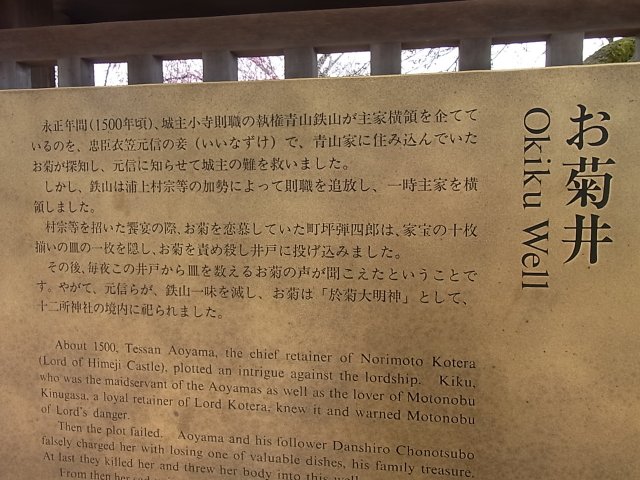 お菊井
Okiku Well
永正年間(1500年頃)、城主小寺則職の執権青山鉄山が主家横領を企てて
いるのを、忠臣衣笠元信の妾(いいなずけ)で、青山家に住み込んでいた
お菊が探知し、元信に知らせて城主の難を救いました。
しかし、鉄山は浦上村宗等の加勢によって則職を追放し、一時主家を横
領しました。
村宗等を招いた饗宴の際、お菊を恋慕していた町坪弾四郎は、家宝の十枚
揃いの皿の一枚を隠し、お菊を責め殺し井戸に投げ込みました。
その後、毎夜この井戸から皿を数えるお菊の声が聞こえたということで
す。やがて、元信らが、鉄山一味を滅し、お菊は「於菊大明神」として、
十二所神社の境内に祀られました。
About 1500, Tessan Aoyama, the chief retainer of Norimoto Kotera
(Lord of Himeji Castle), plotted an intrigue against the lordship. Kiku,
who was the maidservant of the Aoyamas as well as the lover of Motonobu
Kinugasa, a loyal retainer of Lord Kotera, knew it and warned Motonobu
of Lord's danger.
Then the plot failed. Aoyama and his follower Danshiro Chonotsubo
falsely charged her with losing one of valuable dishes, his family treasure.
At last they killed her and threw her body into this well.
From then her sad